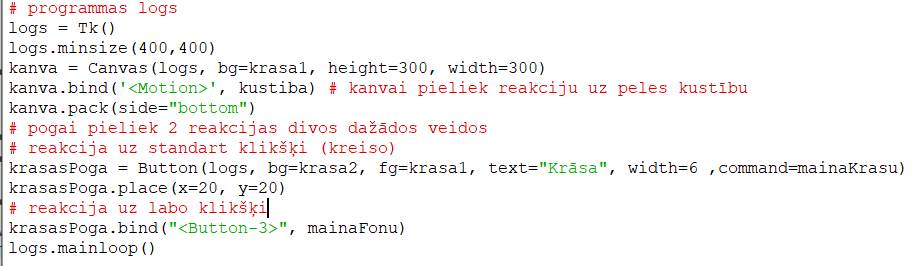 # programmas logs
logs = Tk()
logs.minsize(400,400)
kanva = Canvas(logs, bg=krasa1, height=300, width=300)
kanva.bind('<Motion>', kustiba) # kanvai pieliek reakciju uz peles kustību
kanva.pack(side="bottom")
# pogai pieliek 2 reakcijas divos dažādos veidos
# reakcija uz standart klikšķi (kreiso)
krasasPoga = Button(logs, bg=krasa2, fg=krasa1, text="Krāsa", width=6 ,command=mainaKrasu)
krasasPoga.place(x=20, y=20)
# reakcija uz labo klikšķi
krasasPoga.bind("<Button-3>", mainaFonu)
logs.mainloop()